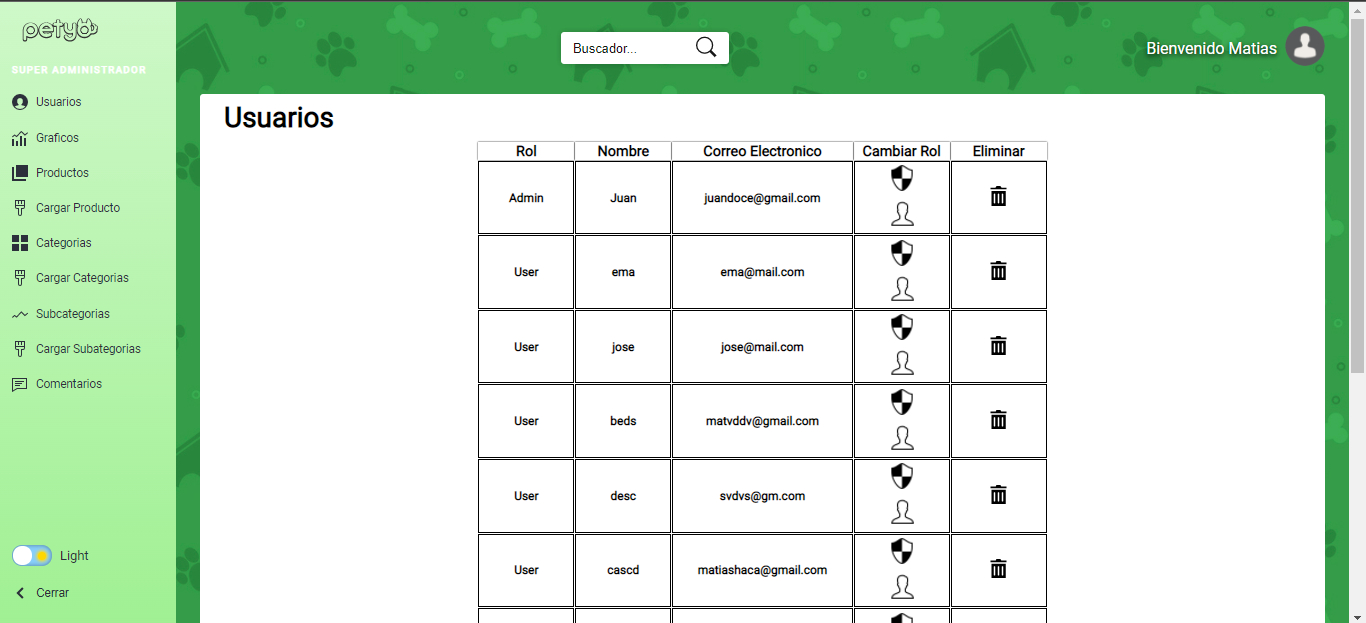 petyb
SUPER ADMINISTRADOR
Usuarios
Graficos
Productos
Cargar Producto
Categorias
Cargar Categorias
Subcategorias
Cargar Subategorias
Comentarios
Light
Cerrar
Buscador...
Bienvenido Matias
Usuarios
Rol Nombre Correo Electronico Cambiar Rol Eliminar
Admin Juan juandoce@gmail.com
User ema ema@mail.com
User jose jose@mail.com
User beds matvddv@gmail.com
User desc svdvs@gm.com
User cascd matiashaca@gmail.com